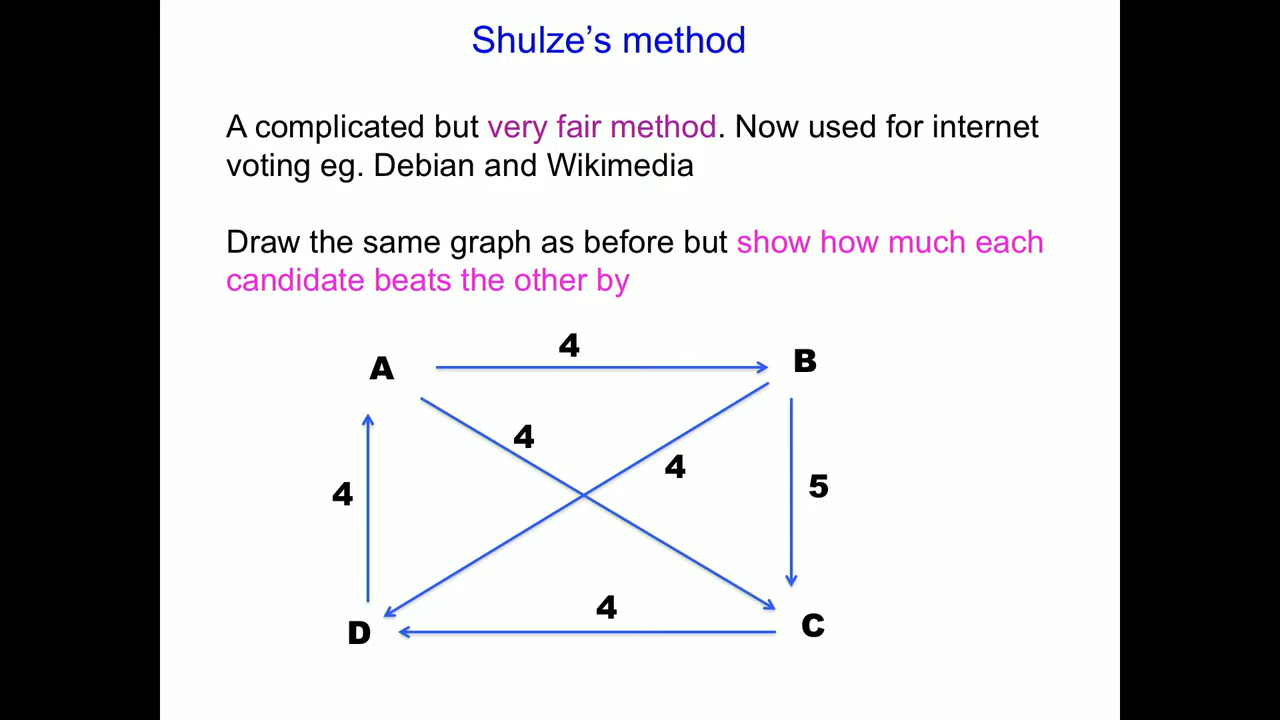 Shulze’s method
A complicated but very fair method. Now used for internet
voting eg. Debian and Wikimedia
Draw the same graph as before but show how much each
candidate beats the other by
4
A
B
4
4
4
5
4
D
C